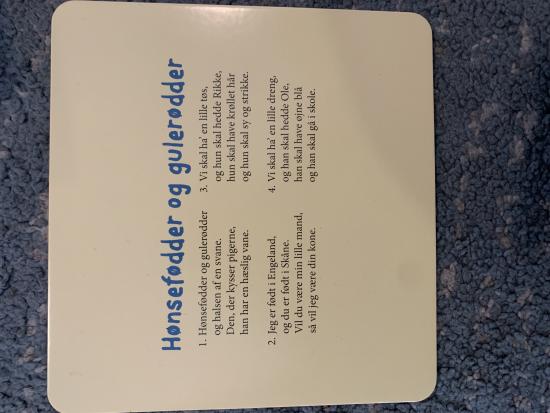 Hønsefødder og gulerødder
1. Hønsefødder og gulerødder
og halsen af en svane.
Den, der kysser pigerne,
han har en hæslig vane.
2. Jeg er født i Engeland,
og du er født i Skåne.
Vil du være min lille mand,
så vil jeg være din kone.
3. Vi skal ha' en lille tøs,
og hun skal hedde Rikke,
hun skal have krøllet hår
og hun skal sy og strikke.
4. Vi skal ha' en lille dreng,
og han skal hedde Ole,
han skal have øjne blå
og han skal gå i skole.